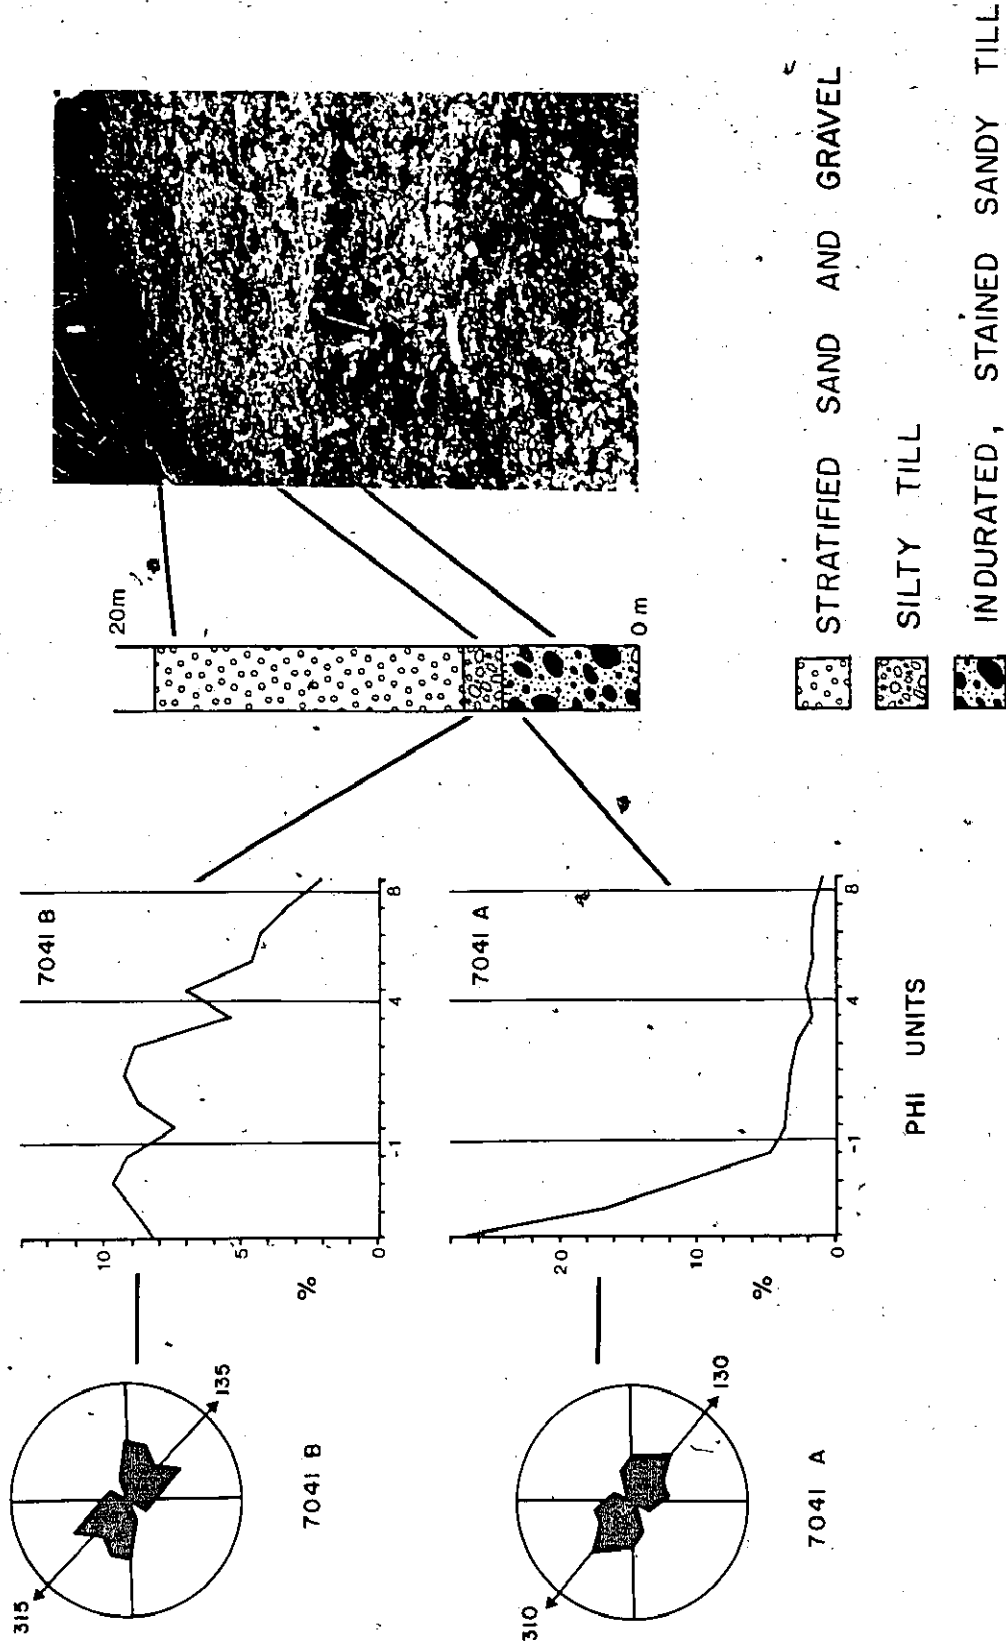 315
135
7041 B
310
130
7041 A
10
5
0
%
-1
4
8
7041 B
20
10
0
%
-1
4
8
7041 A
PHI UNITS
20m
0 m
STRATIFIED SAND AND GRAVEL
SILTY TILL
INDURATED, STAINED SANDY TILL